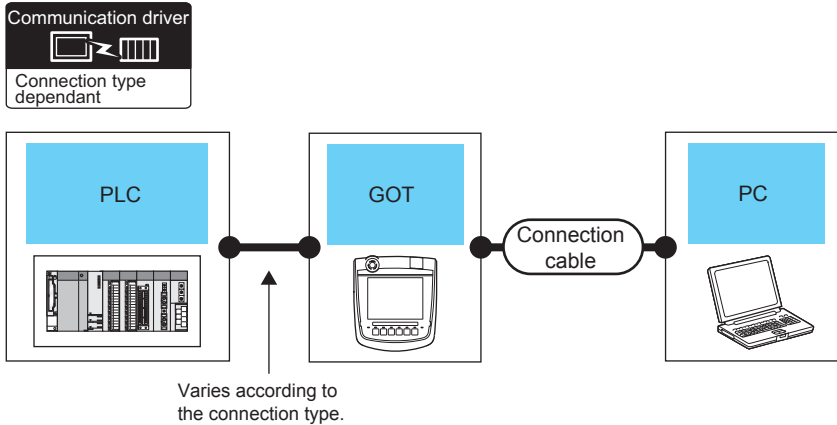 Communication driver
Connection type
dependant
PLC
GOT
PC
Connection
cable
Varies according to
the connection type.